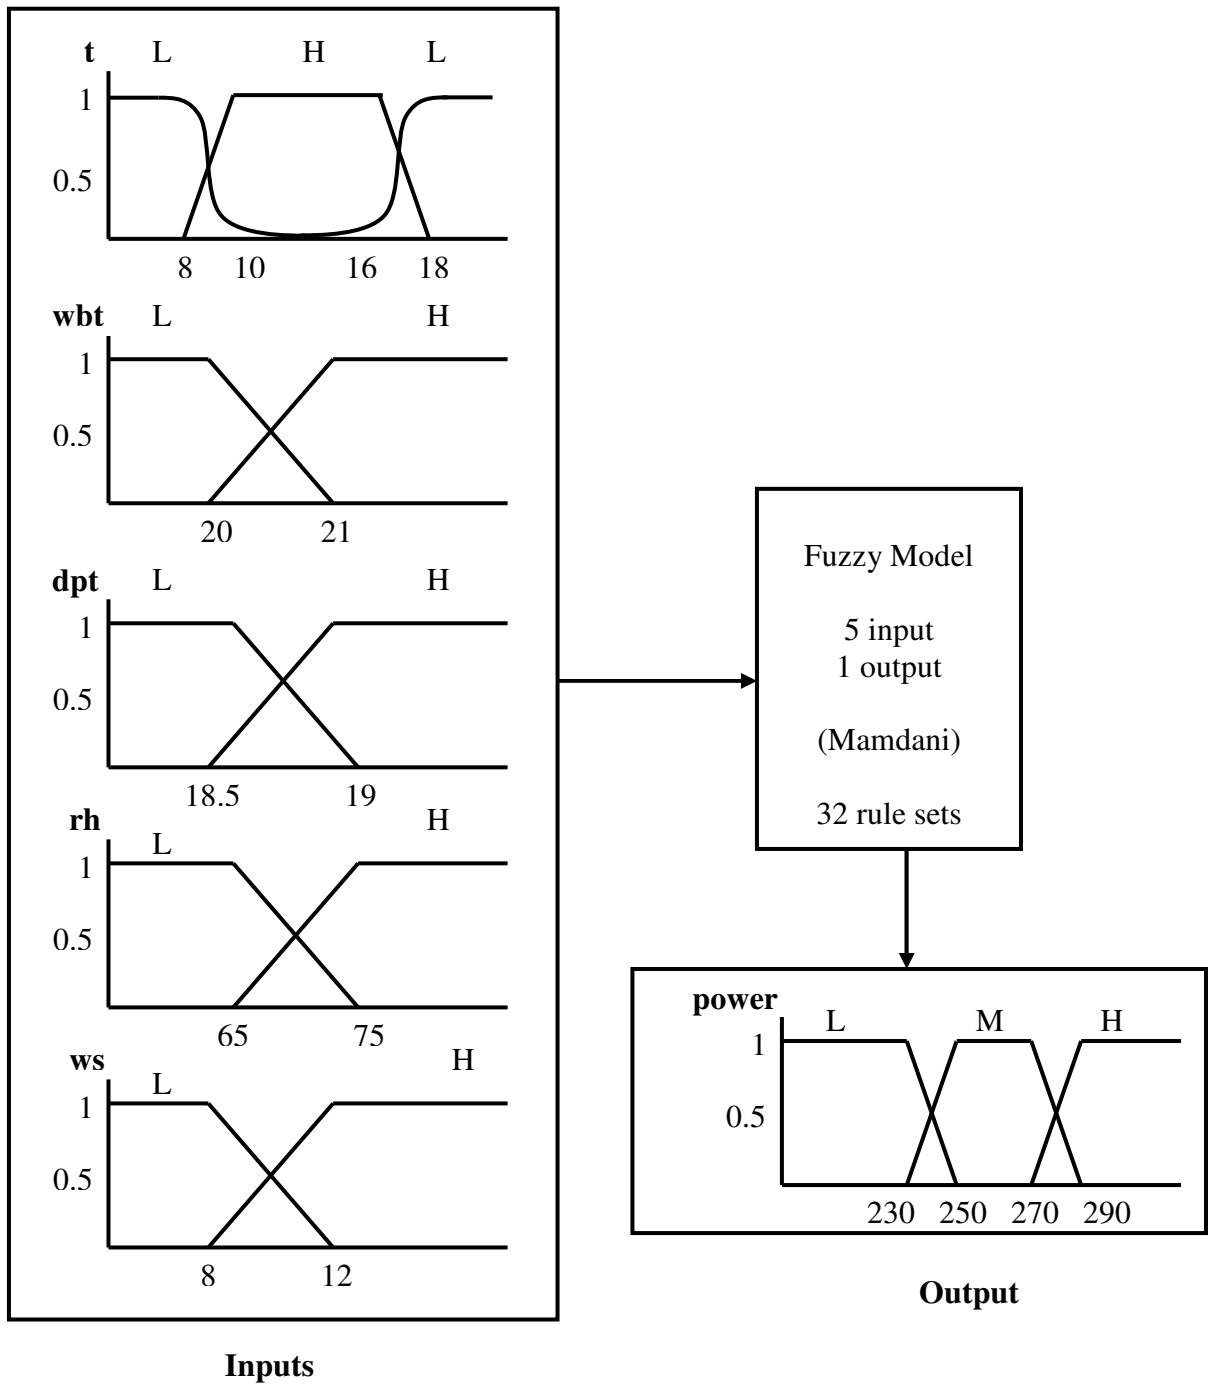 t L H L
1
0.5
8 10 16 18
wbt L H
1
0.5
20 21
dpt L H
1
0.5
18.5 19
rh L H
1
0.5
65 75
ws L H
1
0.5
8 12
Inputs
Fuzzy Model
5 input
1 output
(Mamdani)
32 rule sets
power L M H
1
0.5
230 250 270 290
Output